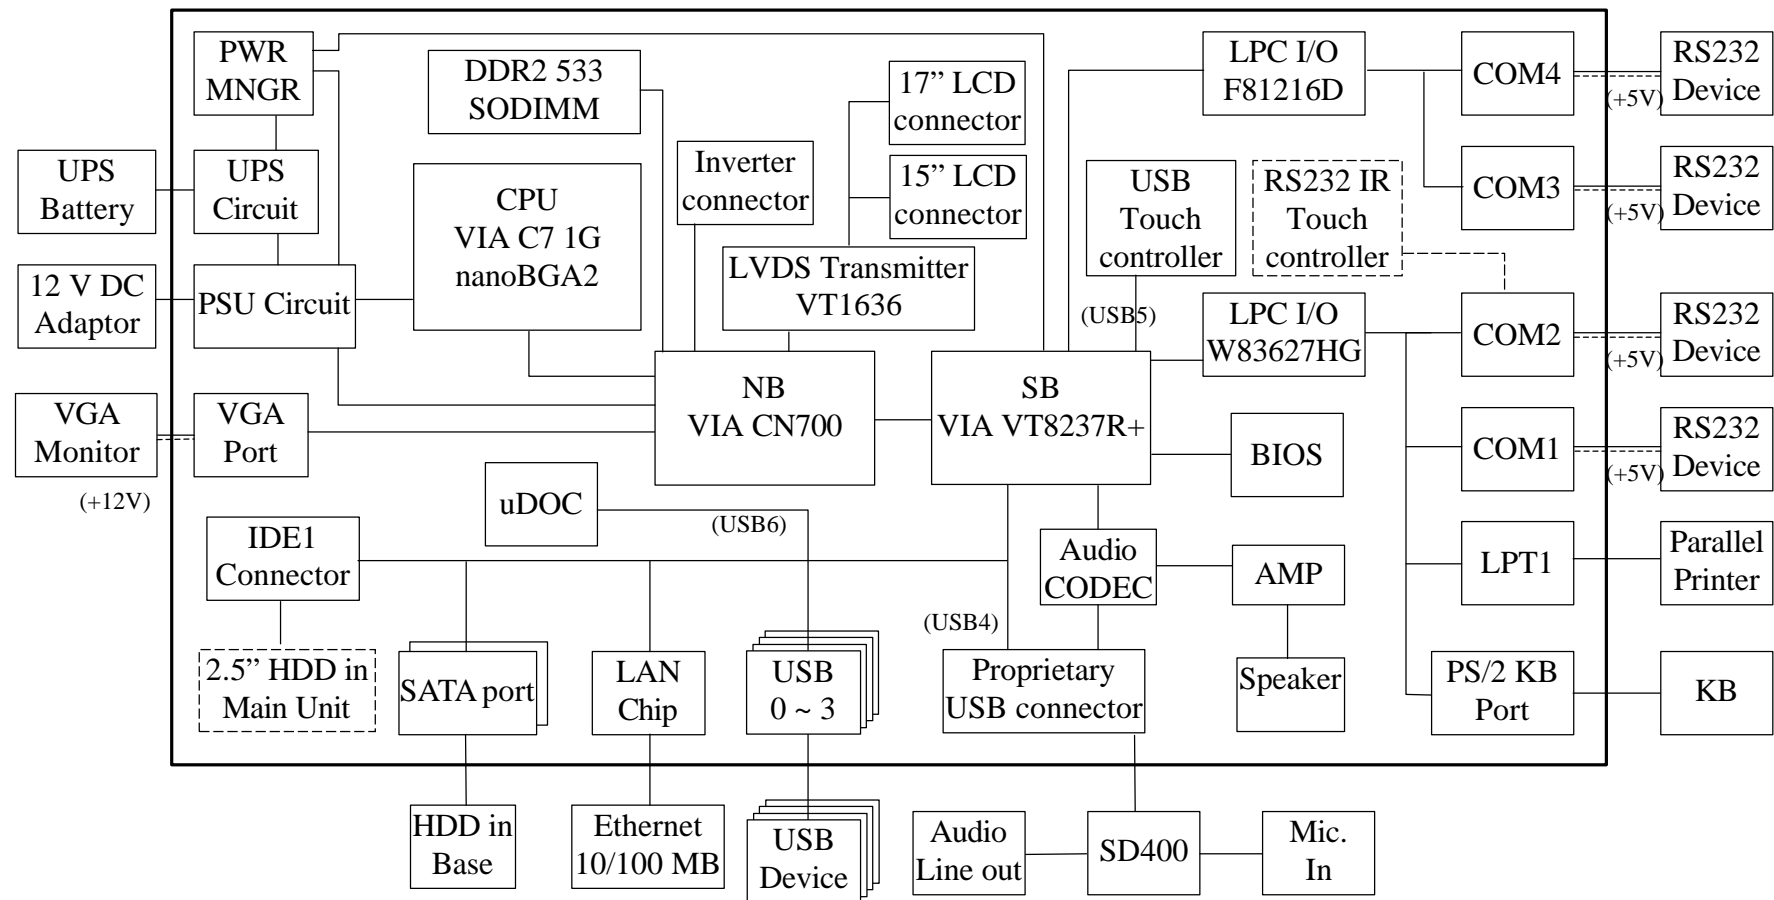 PWR
MNGR
DDR2 533
SODIMM
17” LCD
connector
LPC I/O
F81216D
COM4
(+5V)
RS232
Device
UPS
Battery
UPS
Circuit
CPU
VIA C7 1G
nanoBGA2
Inverter
connector
15” LCD
connector
USB
Touch
controller
RS232 IR
Touch
controller
COM3
(+5V)
RS232
Device
12 V DC
Adaptor
PSU Circuit
LVDS Transmitter
VT1636
(USB5)
LPC I/O
W83627HG
COM2
(+5V)
RS232
Device
VGA
Monitor
(+12V)
VGA
Port
NB
VIA CN700
SB
VIA VT8237R+
BIOS
COM1
(+5V)
RS232
Device
uDOC
(USB6)
IDE1
Connector
Audio
CODEC
AMP
LPT1
Parallel
Printer
(USB4)
2.5” HDD in
Main Unit
SATA port
LAN
Chip
USB
0 ~ 3
Proprietary
USB connector
Speaker
PS/2 KB
Port
KB
HDD in
Base
Ethernet
10/100 MB
USB
Device
Audio
Line out
SD400
Mic.
In